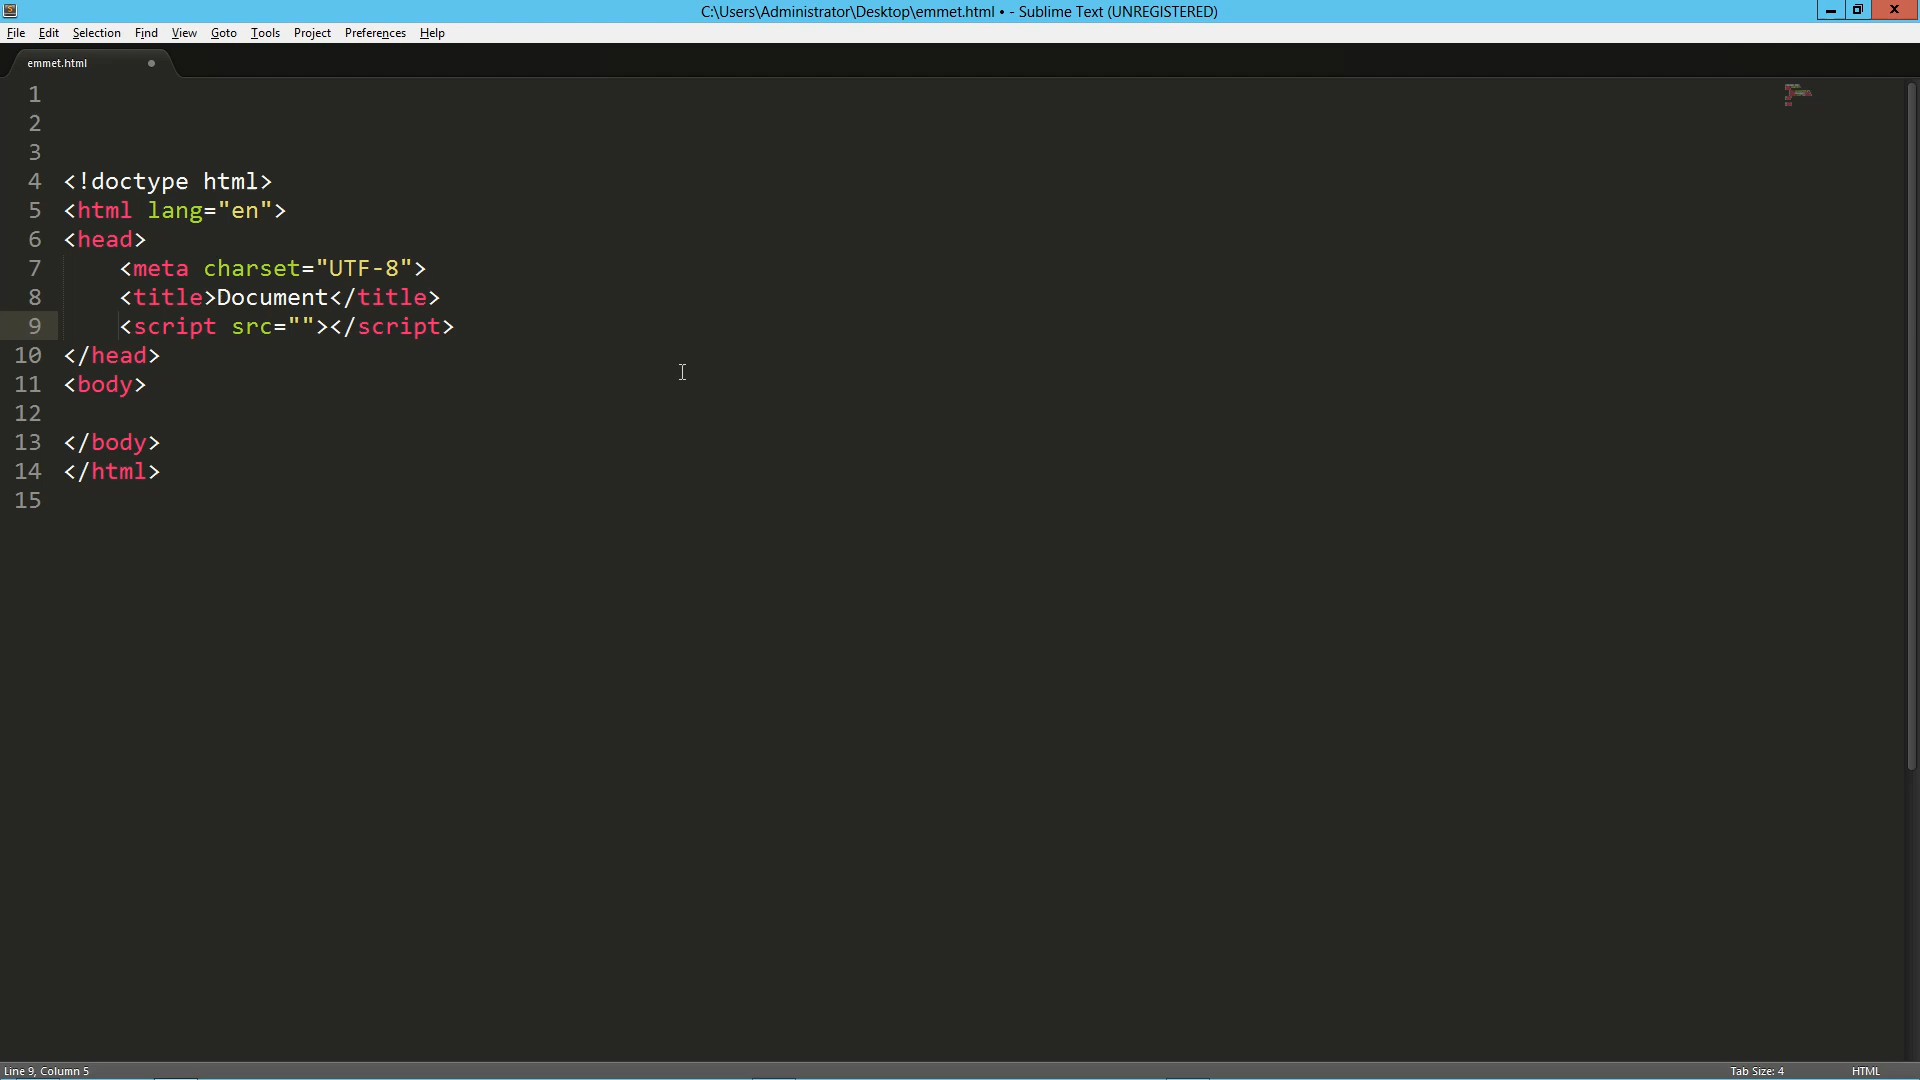 C:\Users\Administrator\Desktop\emmet.html • - Sublime Text (UNREGISTERED)
File Edit Selection Find View Goto Tools Project Preferences Help
emmet.html
1
2
3
4 <!doctype html>
5 <html lang="en">
6 <head>
7 <meta charset="UTF-8">
8 <title>Document</title>
9 <script src=""></script>
10 </head>
11 <body>
12
13 </body>
14 </html>
15
Line 9, Column 5 Tab Size: 4 HTML